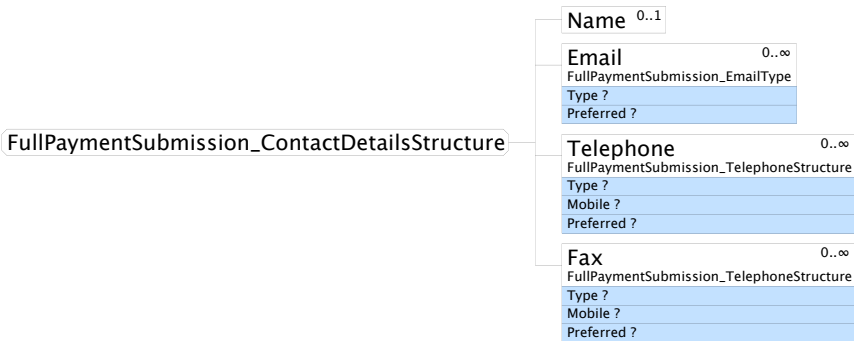 Name 0..1
Email 0..∞
FullPaymentSubmission_EmailType
Type ?
Preferred ?
FullPaymentSubmission_ContactDetailsStructure
Telephone 0..∞
FullPaymentSubmission_TelephoneStructure
Type ?
Mobile ?
Preferred ?
Fax 0..∞
FullPaymentSubmission_TelephoneStructure
Type ?
Mobile ?
Preferred ?